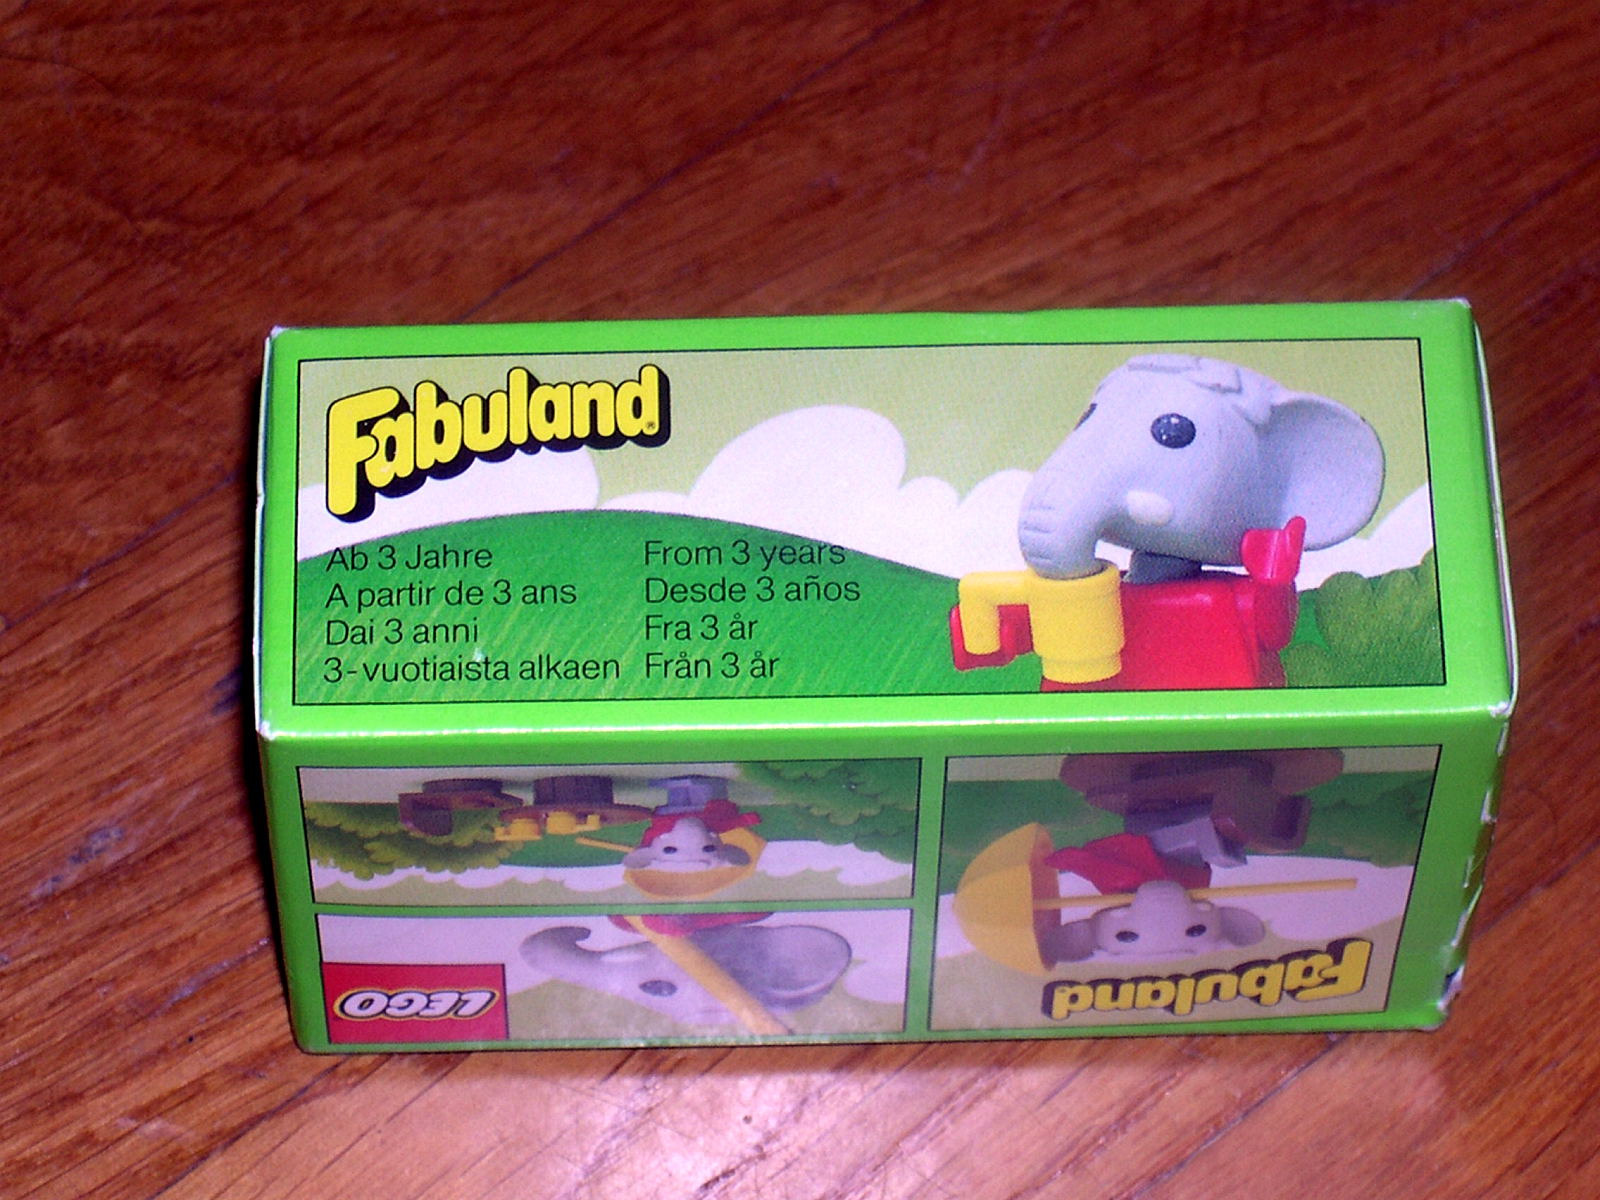 Fabuland®
Ab 3 Jahre
A partir de 3 ans
Dai 3 anni
3-vuotiaista alkaen
From 3 years
Desde 3 años
Fra 3 år
Från 3 år
LEGO
Fabuland